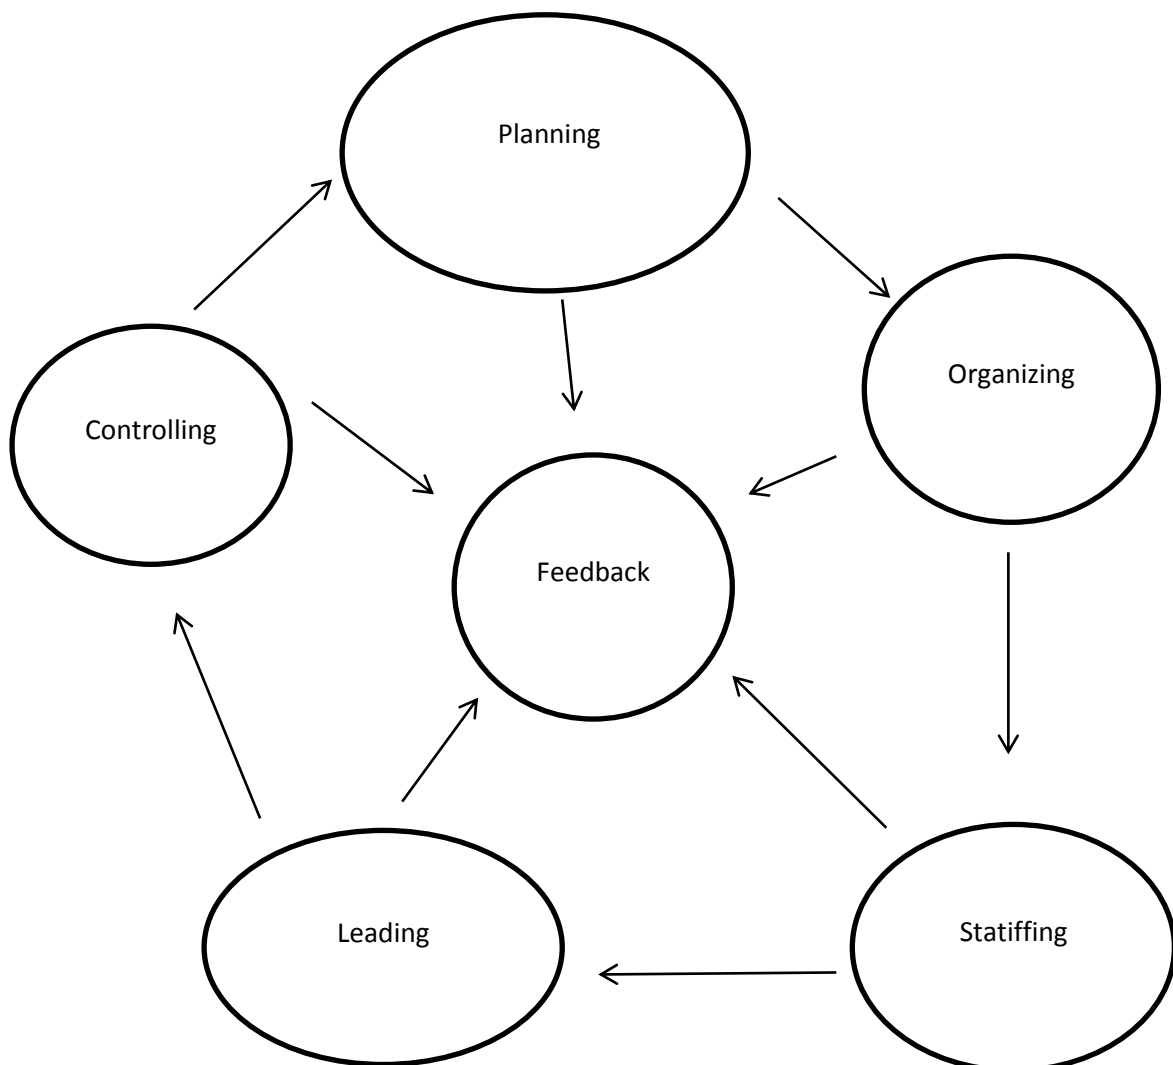 Planning
Organizing
Controlling
Feedback
Leading
Statiffing